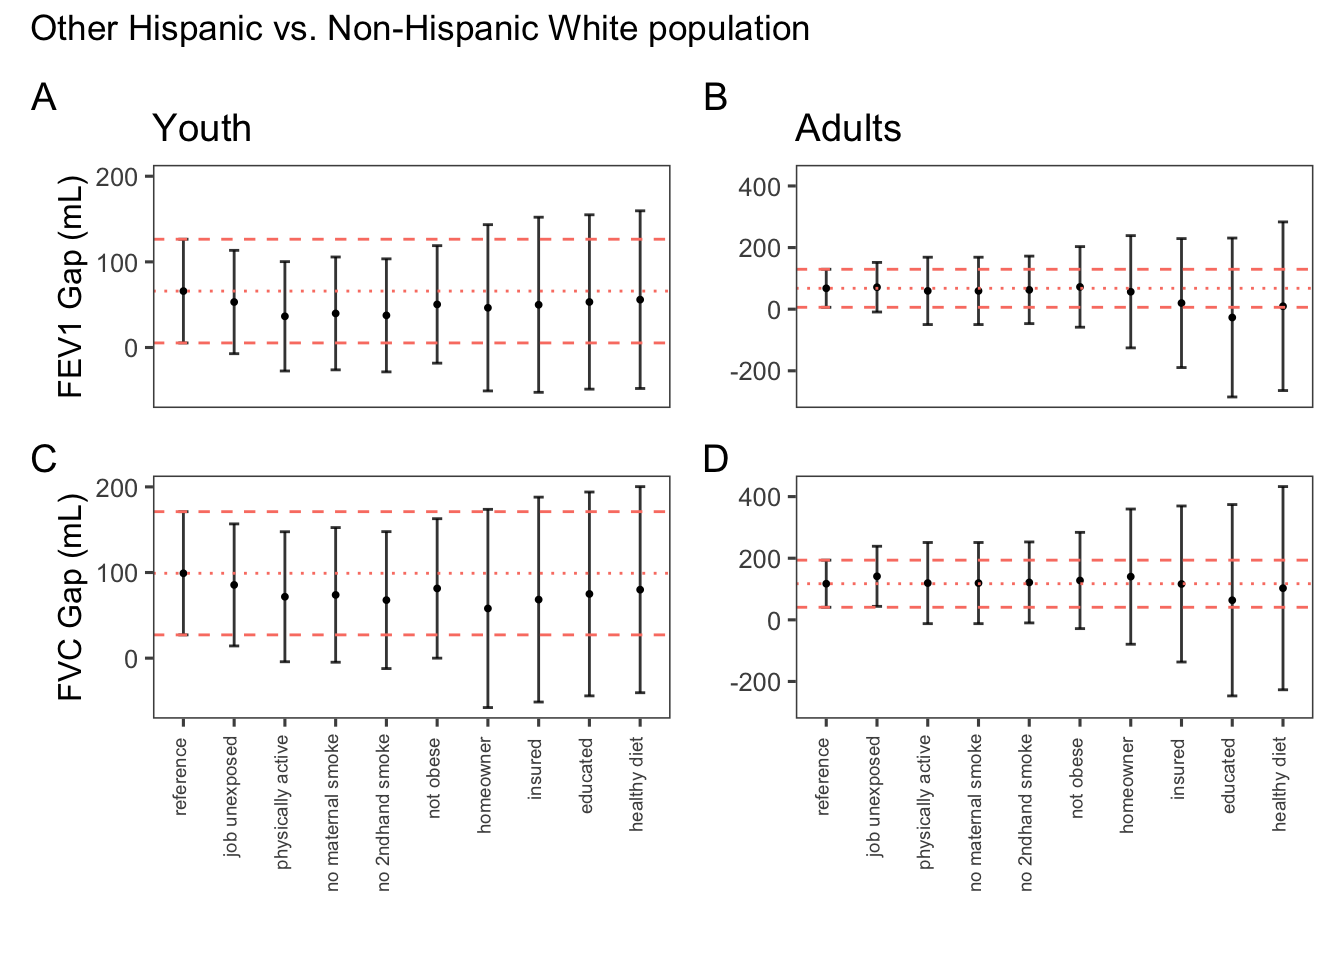 Other Hispanic vs. Non-Hispanic White population
A
Youth
FEV1 Gap (mL)
200
100
0
B
Adults
400
200
0
-200
C
FVC Gap (mL)
200
100
0
reference
job unexposed
physically active
no maternal smoke
no 2ndhand smoke
not obese
homeowner
insured
educated
healthy diet
D
400
200
0
-200
reference
job unexposed
physically active
no maternal smoke
no 2ndhand smoke
not obese
homeowner
insured
educated
healthy diet